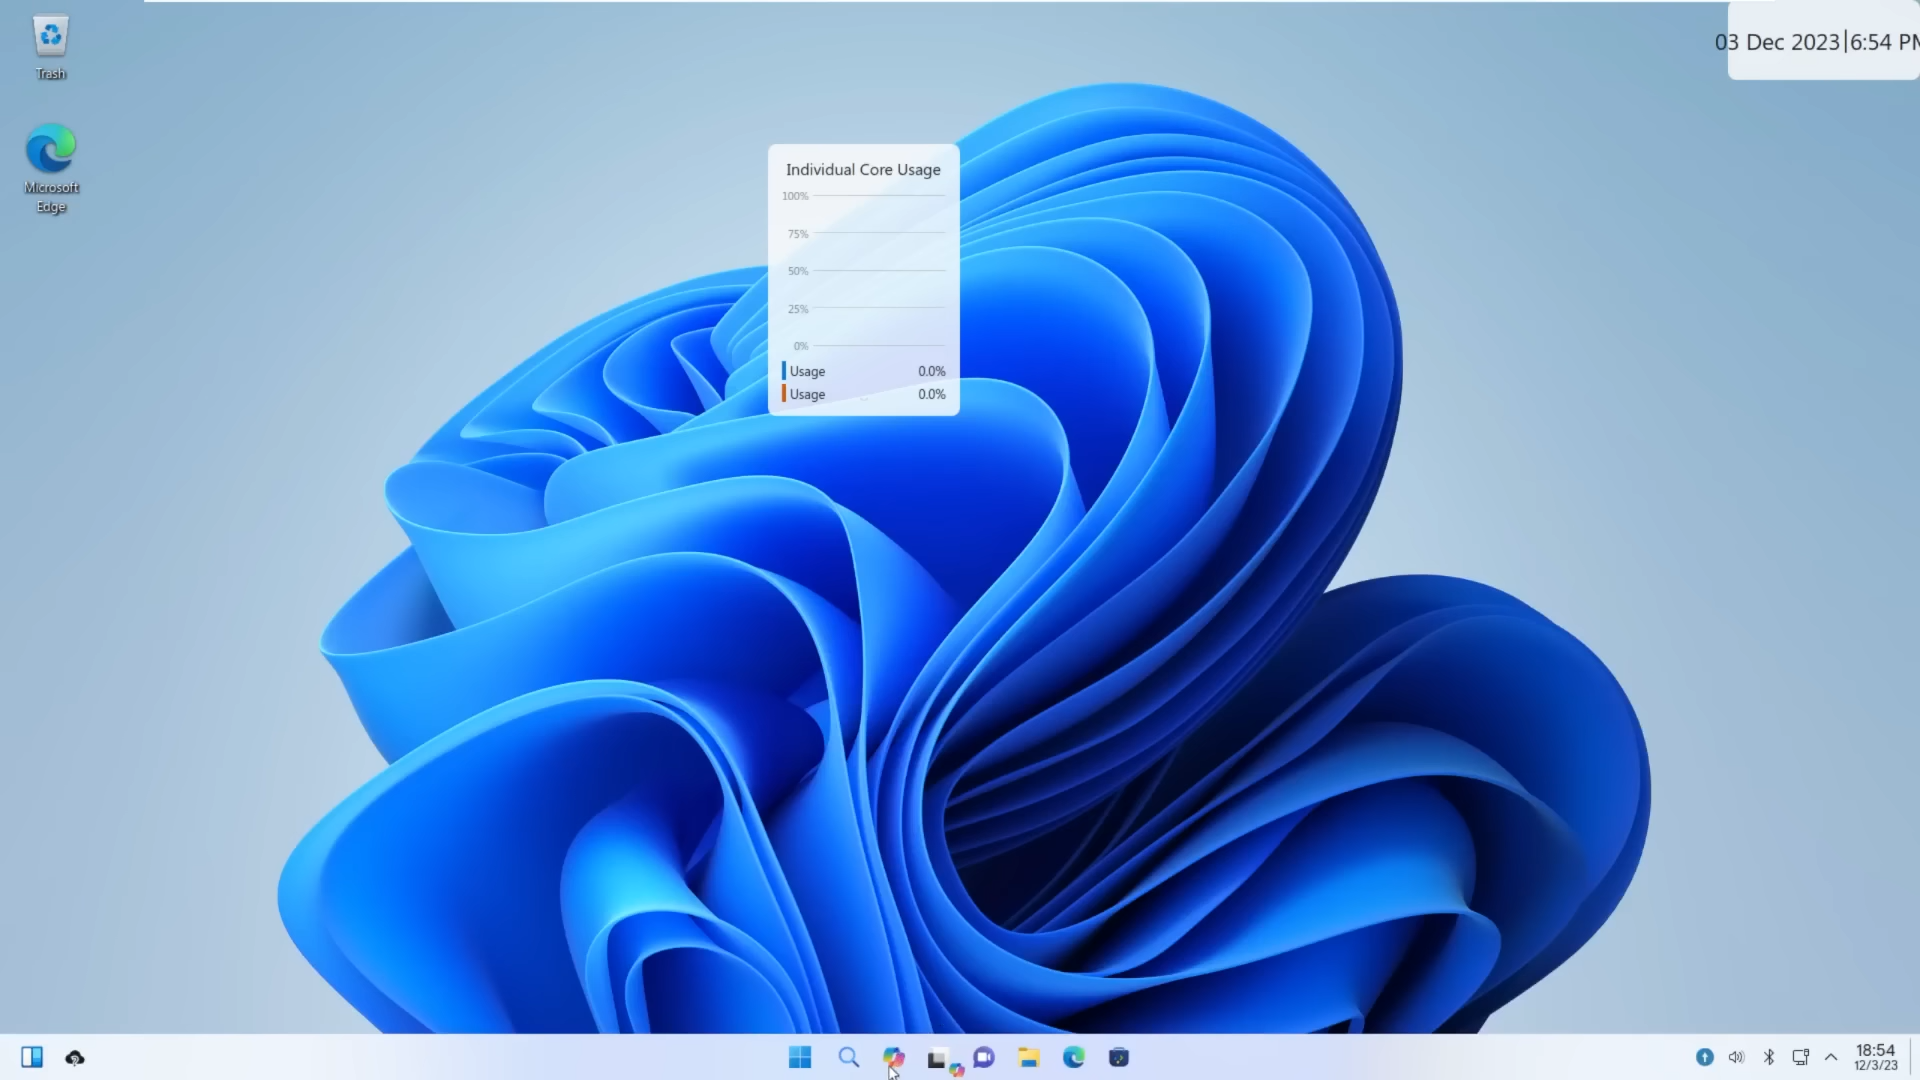 Trash
Microsoft
Edge
03 Dec 2023|6:54 PM
Individual Core Usage
100%
75%
50%
25%
0%
Usage 0.0%
Usage 0.0%
18:54
12/3/23